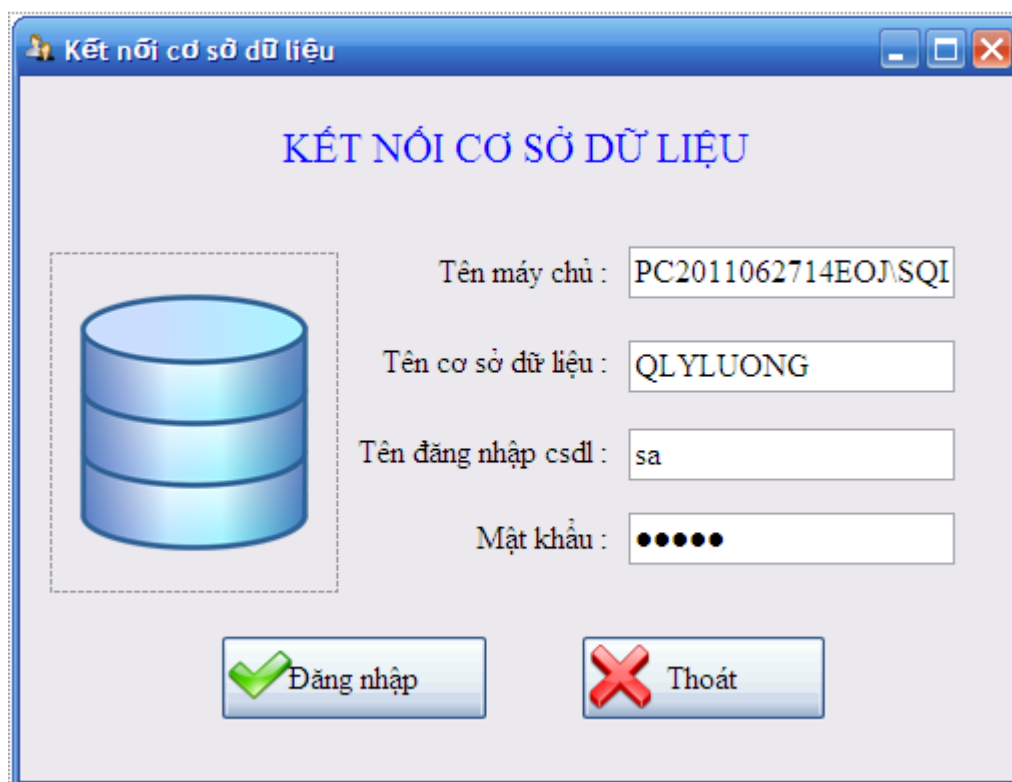 Kết nối cơ sở dữ liệu
KẾT NỐI CƠ SỞ DỮ LIỆU
Tên máy chủ : PC2011062714EOJ\SQL
Tên cơ sở dữ liệu : QLYLUONG
Tên đăng nhập csdl : sa
Mật khẩu : ●●●●●
Đăng nhập Thoát